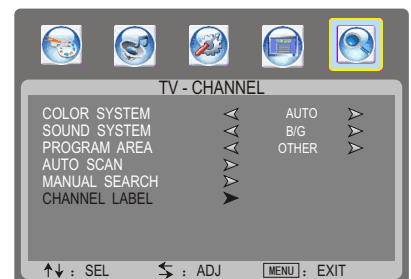 TV - CHANNEL
COLOR SYSTEM AUTO
SOUND SYSTEM B/G
PROGRAM AREA OTHER
AUTO SCAN
MANUAL SEARCH
CHANNEL LABEL
: SEL : ADJ MENU : EXIT